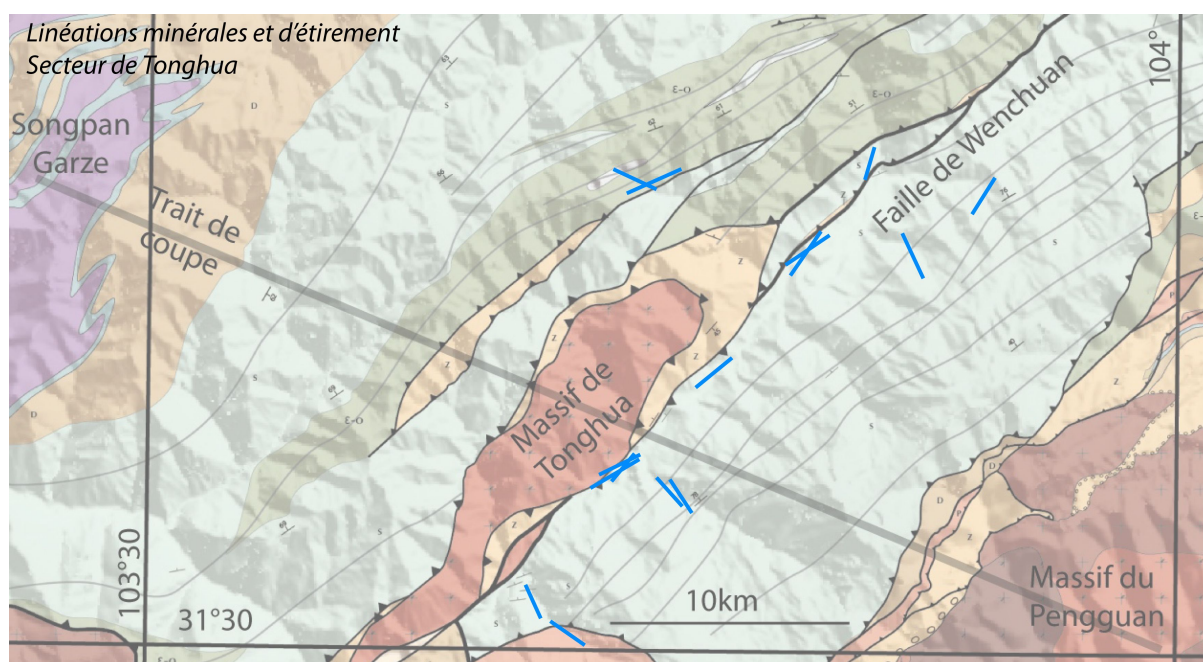 Linéations minérales et d'étirement
Secteur de Tonghua
Songpan
Garze
Trait de
coupe
Massif de
Tonghua
Faille de Wenchuan
104°
103°30
31°30
10km
Massif du
Pengguan
D
S
Ɛ-O
Ɛ-O
Ɛ-O
Z
Z
Z
Z
Z
S
S
S
S
D
Ɛ-O
S
S
D
P
Z
Z